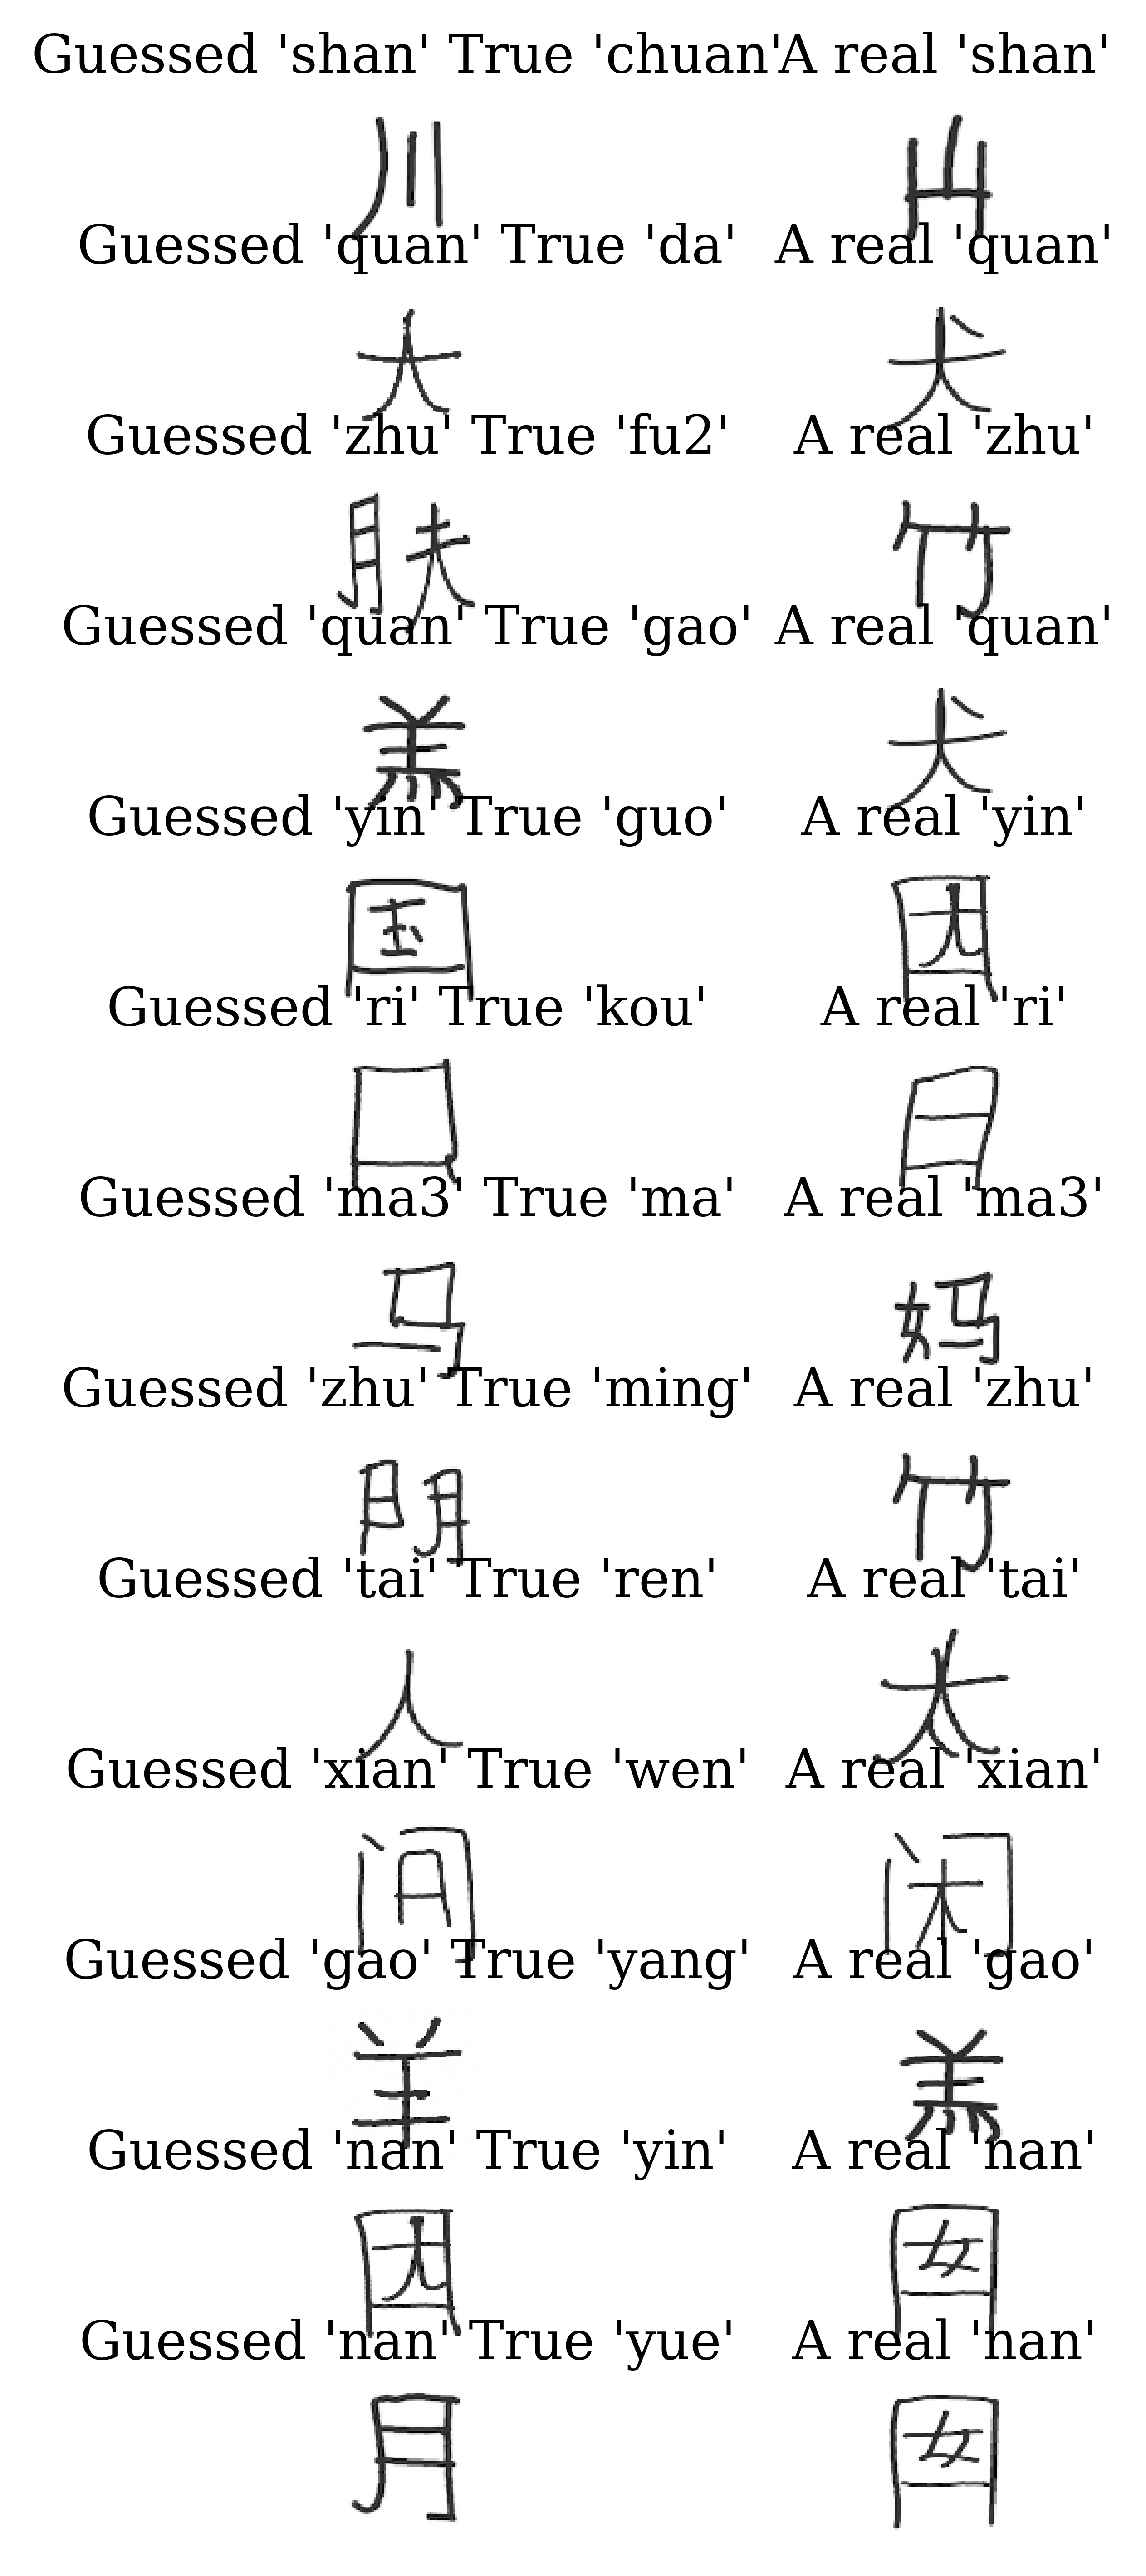 Guessed 'shan' True 'chuan' A real 'shan'
川 山
Guessed 'quan' True 'da' A real 'quan'
大 犬
Guessed 'zhu' True 'fu2' A real 'zhu'
肤 竹
Guessed 'quan' True 'gao' A real 'quan'
羔 犬
Guessed 'yin' True 'guo' A real 'yin'
国 因
Guessed 'ri' True 'kou' A real 'ri'
口 日
Guessed 'ma3' True 'ma' A real 'ma3'
马 妈
Guessed 'zhu' True 'ming' A real 'zhu'
明 竹
Guessed 'tai' True 'ren' A real 'tai'
人 太
Guessed 'xian' True 'wen' A real 'xian'
问 闲
Guessed 'gao' True 'yang' A real 'gao'
羊 羔
Guessed 'nan' True 'yin' A real 'nan'
因 囡
Guessed 'nan' True 'yue' A real 'nan'
月 囡